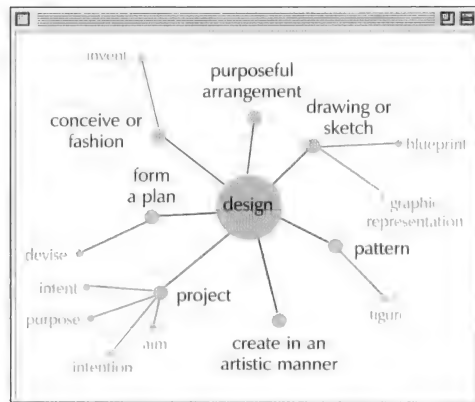 invent
purposeful
arrangement
drawing or
sketch
conceive or
fashion
blueprint
form
a plan
design
graphic
representation
pattern
devise
intent
project
purpose
figure
aim
create in an
artistic manner
intention